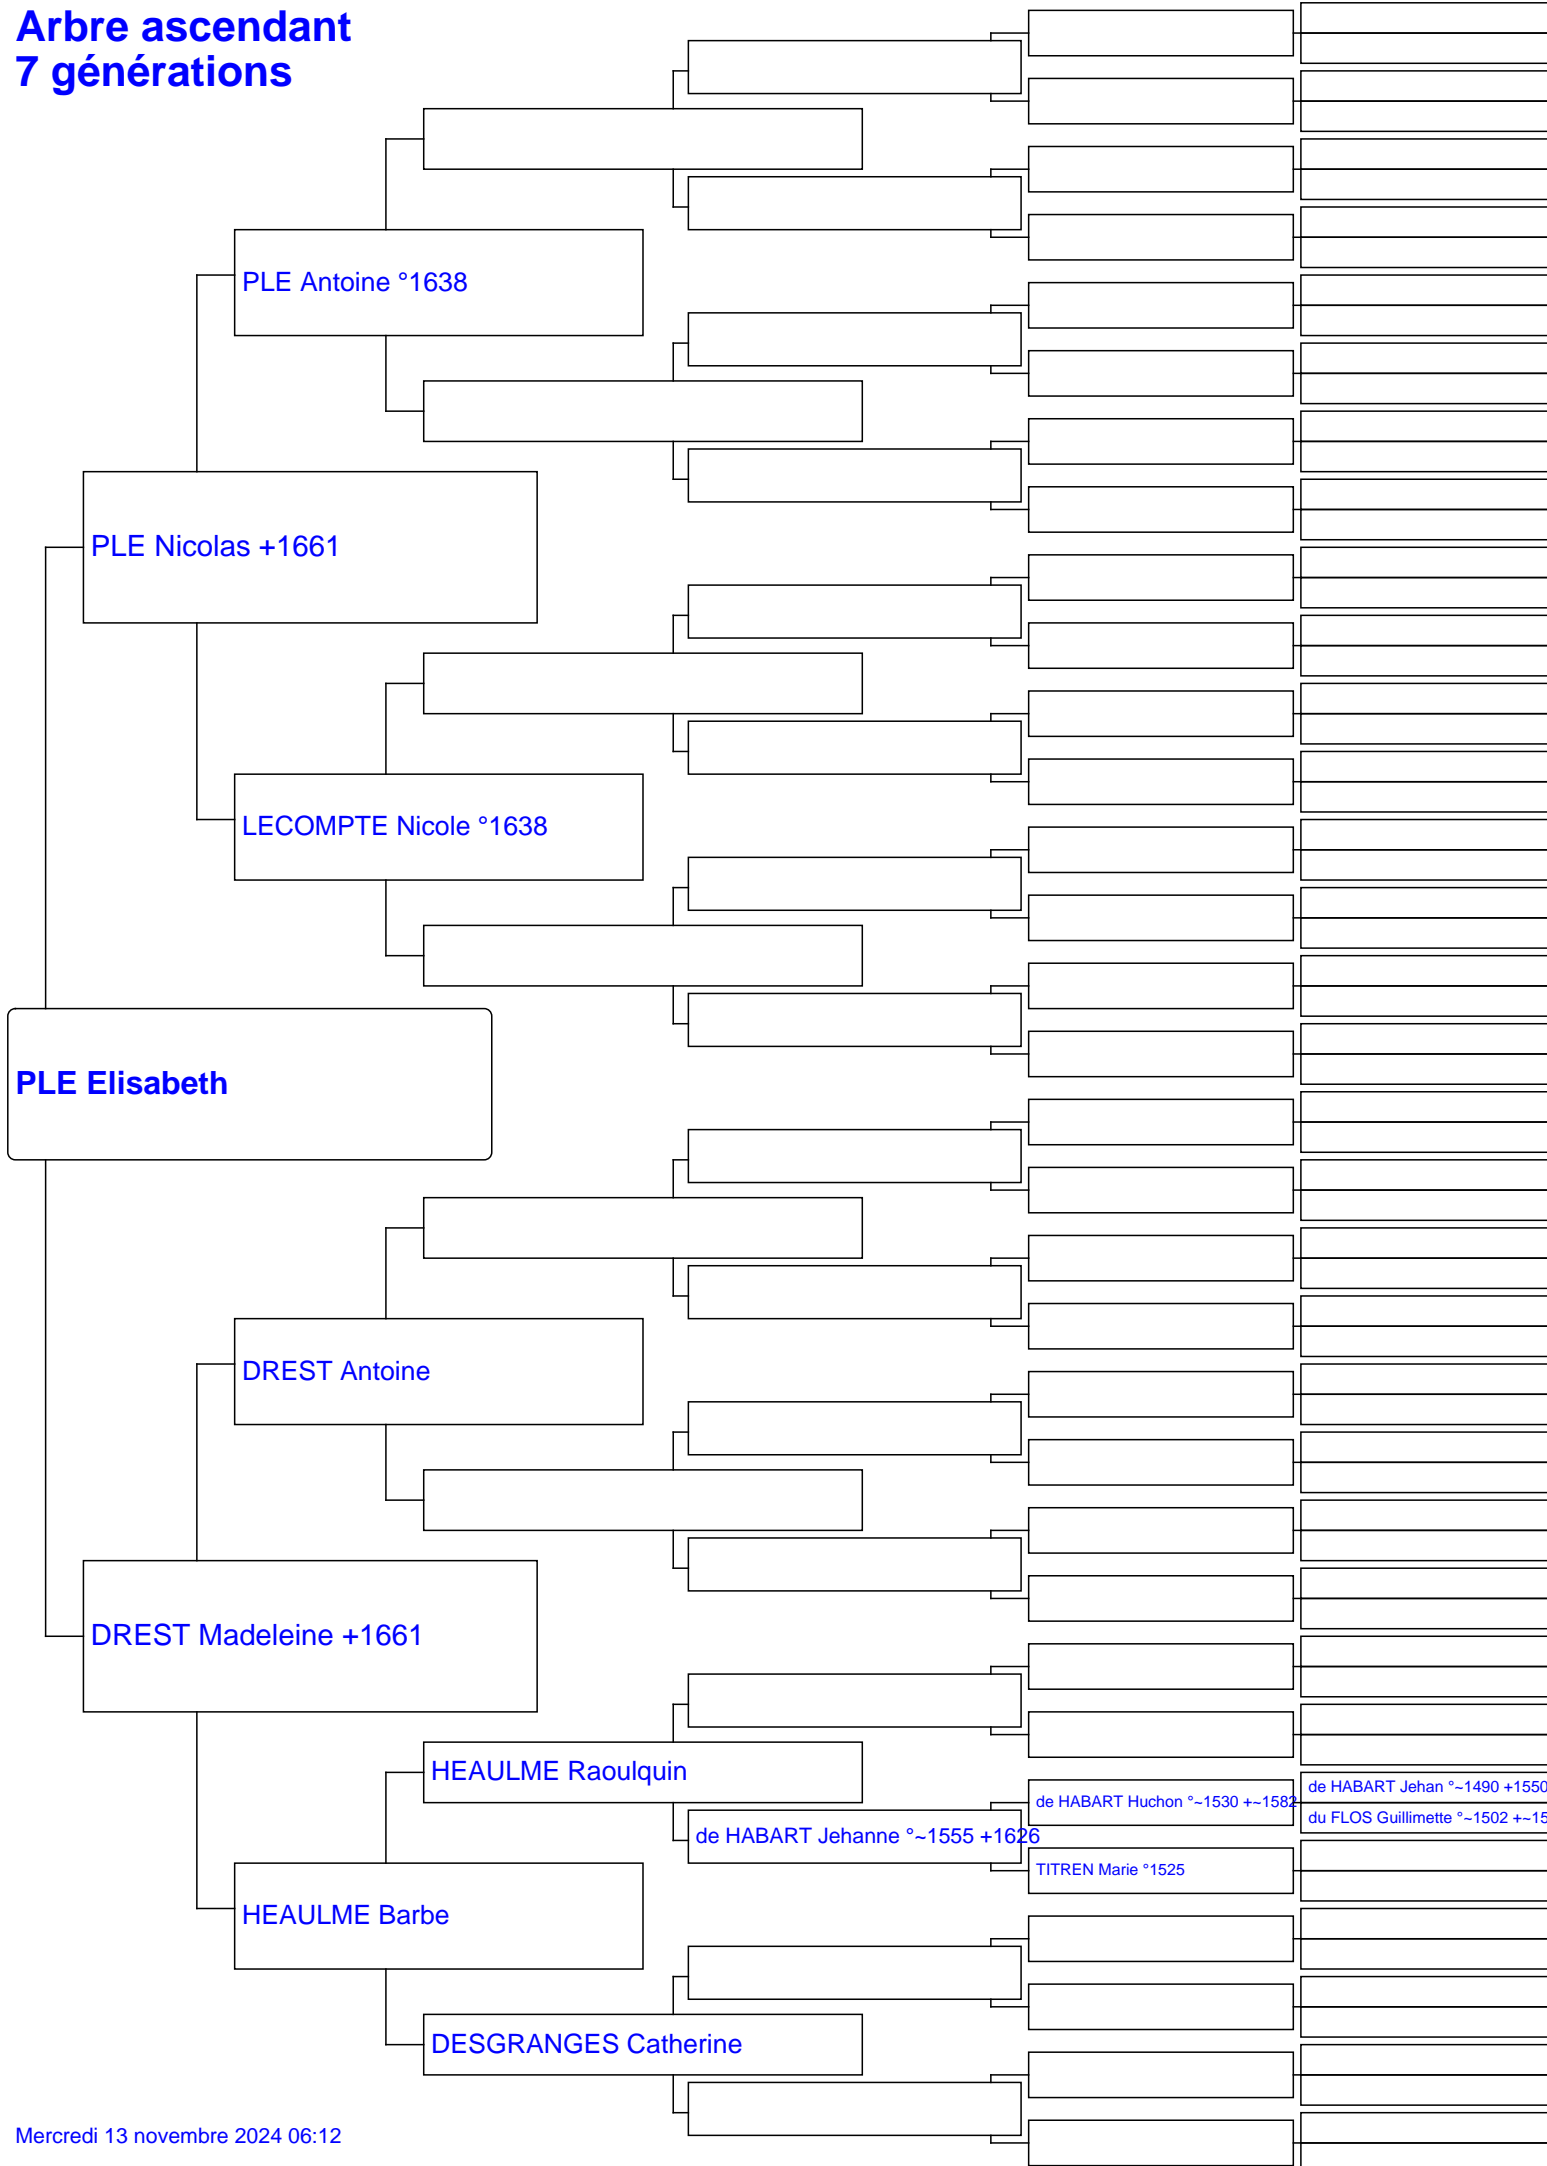 Arbre ascendant
7 générations
PLE Antoine °1638
PLE Nicolas +1661
LECOMPTE Nicole °1638
PLE Elisabeth
DREST Antoine
DREST Madeleine +1661
HEAULME Raoulquin
de HABART Huchon °~1530 +~1582
de HABART Jehan °~1490 +1550
du FLOS Guillimette °~1502 +~15
de HABART Jehanne °~1555 +1626
TITREN Marie °1525
HEAULME Barbe
DESGRANGES Catherine
Mercredi 13 novembre 2024 06:12